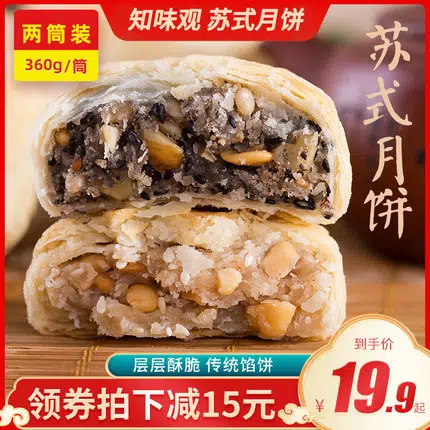 两筒装
360g/筒
知味观 苏式月饼
苏式月饼
层层酥脆 传统馅饼
领券拍下减15元
到手价
¥19.9起